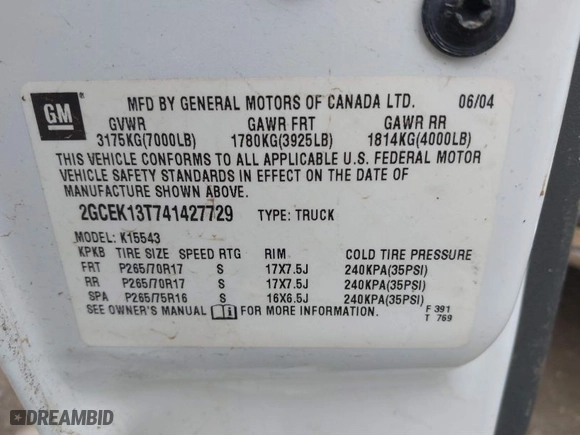 GM
MFD BY GENERAL MOTORS OF CANADA LTD. 06/04
GVWR GAWR FRT GAWR RR
3175KG(7000LB) 1780KG(3925LB) 1814KG(4000LB)
THIS VEHICLE CONFORMS TO ALL APPLICABLE U.S. FEDERAL MOTOR
VEHICLE SAFETY STANDARDS IN EFFECT ON THE DATE OF
MANUFACTURE SHOWN ABOVE.
2GCEK13T741427729 TYPE: TRUCK
MODEL: K15543
KPKB TIRE SIZE SPEED RTG RIM COLD TIRE PRESSURE
FRT P265/70R17 S 17X7.5J 240KPA(35PSI)
RR P265/70R17 S 17X7.5J 240KPA(35PSI)
SPA P265/75R16 S 16X6.5J 240KPA(35PSI)
SEE OWNER'S MANUAL FOR MORE INFORMATION. F 391
T 769
DREAMBID